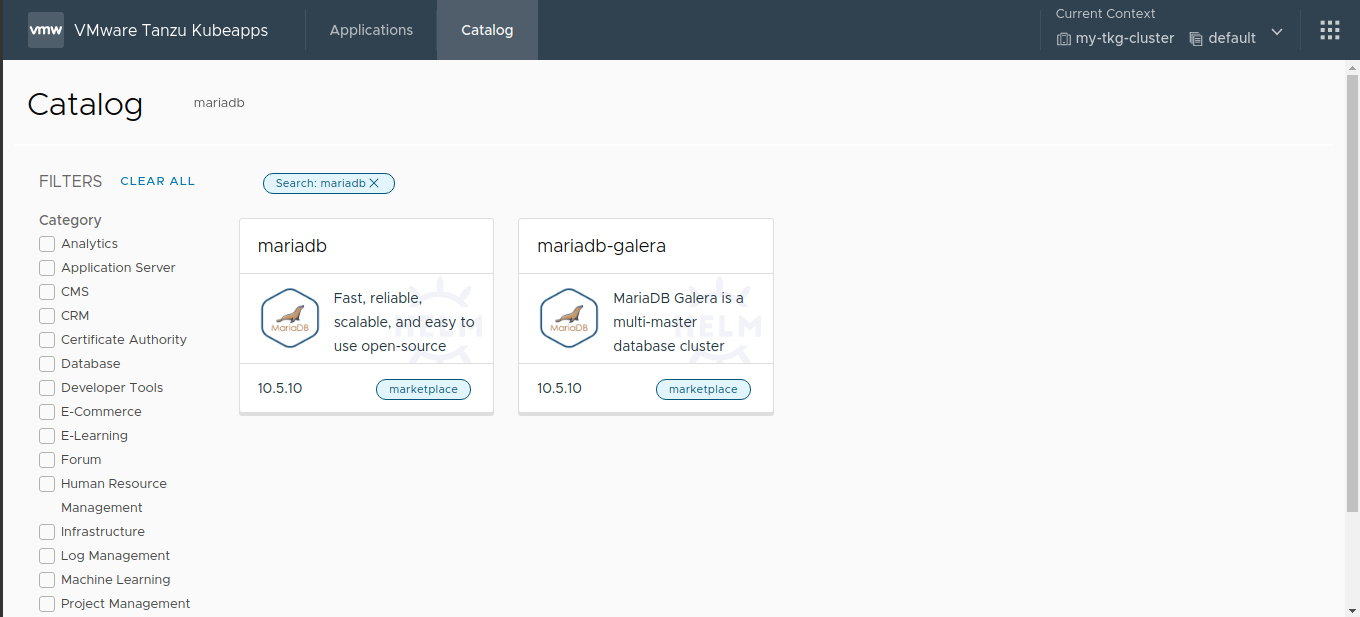 vmw VMware Tanzu Kubeapps Applications Catalog Current Context
my-tkg-cluster default
Catalog mariadb
FILTERS CLEAR ALL Search: mariadb
Category
Analytics
Application Server
CMS
CRM
Certificate Authority
Database
Developer Tools
E-Commerce
E-Learning
Forum
Human Resource
Management
Infrastructure
Log Management
Machine Learning
Project Management
mariadb
MariaDB
Fast, reliable,
scalable, and easy to
use open-source
HELM
10.5.10 marketplace
mariadb-galera
MariaDB
MariaDB Galera is a
multi-master
database cluster
HELM
10.5.10 marketplace